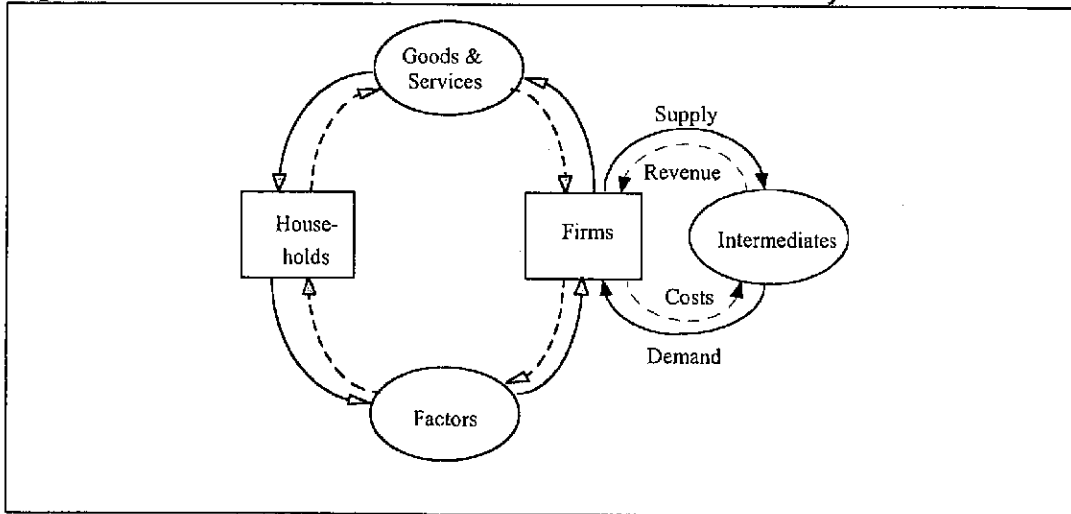 Goods &
Services
Supply
Revenue
House-
holds
Firms
Intermediates
Costs
Demand
Factors